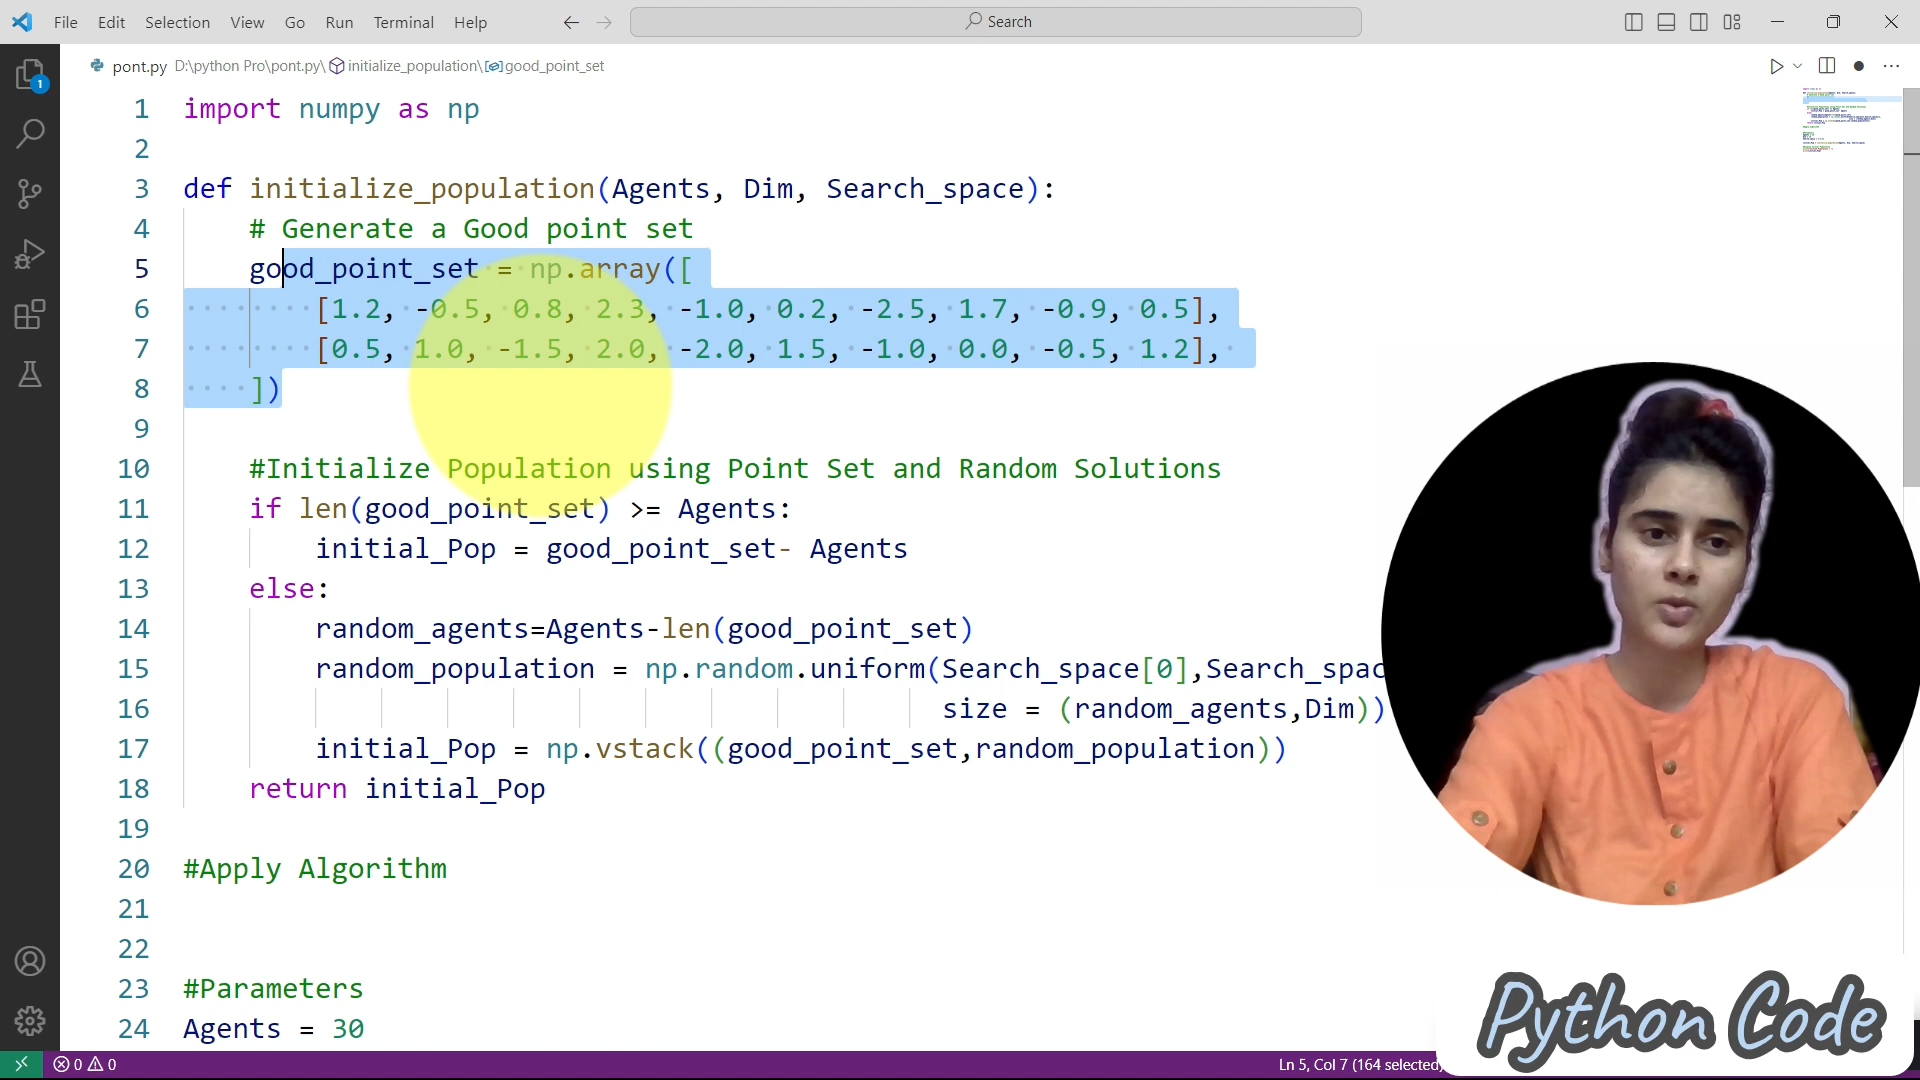 File Edit Selection View Go Run Terminal Help Search
pont.py D:\python Pro\pont.py\ initialize_population\ good_point_set
1
1 import numpy as np
2
3 def initialize_population(Agents, Dim, Search_space):
4 # Generate a Good point set
5 good_point_set = np.array([
6 [1.2, -0.5, 0.8, 2.3, -1.0, 0.2, -2.5, 1.7, -0.9, 0.5],
7 [0.5, 1.0, -1.5, 2.0, -2.0, 1.5, -1.0, 0.0, -0.5, 1.2],
8 ])
9
10 #Initialize Population using Point Set and Random Solutions
11 if len(good_point_set) >= Agents:
12 initial_Pop = good_point_set- Agents
13 else:
14 random_agents=Agents-len(good_point_set)
15 random_population = np.random.uniform(Search_space[0],Search_spac
16 size = (random_agents,Dim))
17 initial_Pop = np.vstack((good_point_set,random_population))
18 return initial_Pop
19
20 #Apply Algorithm
21
22
23 #Parameters
24 Agents = 30
0 0 Ln 5, Col 7 (164 selected)
Python Code